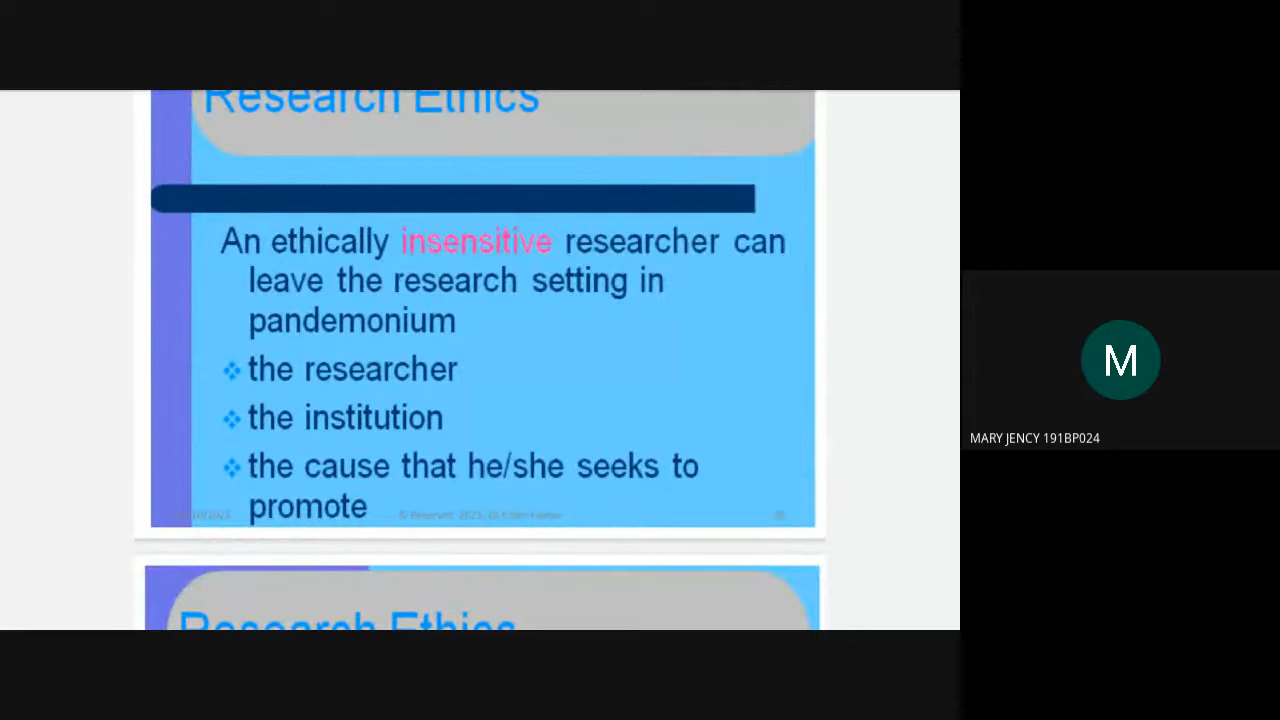 Research Ethics
An ethically insensitive researcher can
leave the research setting in
pandemonium
the researcher
the institution
the cause that he/she seeks to
promote
M
MARY JENCY 191BP024
Research Ethics